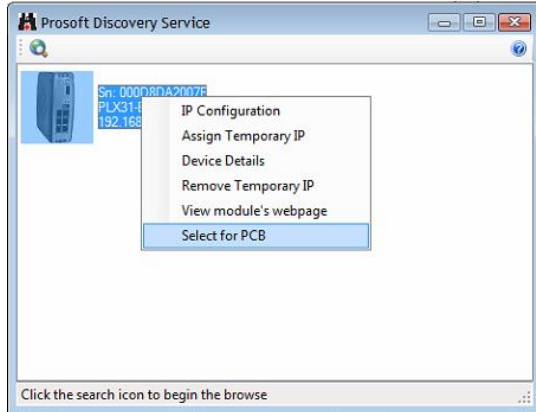 Prosoft Discovery Service
Sn: 000D8DA2007F
PLX31-
192.168
IP Configuration
Assign Temporary IP
Device Details
Remove Temporary IP
View module's webpage
Select for PCB
Click the search icon to begin the browse